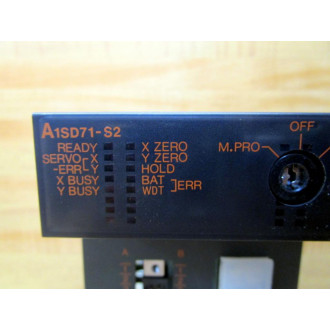 A1SD71-S2
READY X ZERO
SERVO X Y ZERO
-ERR Y HOLD
X BUSY BAT
Y BUSY WDT ERR
OFF
M.PRO
A B